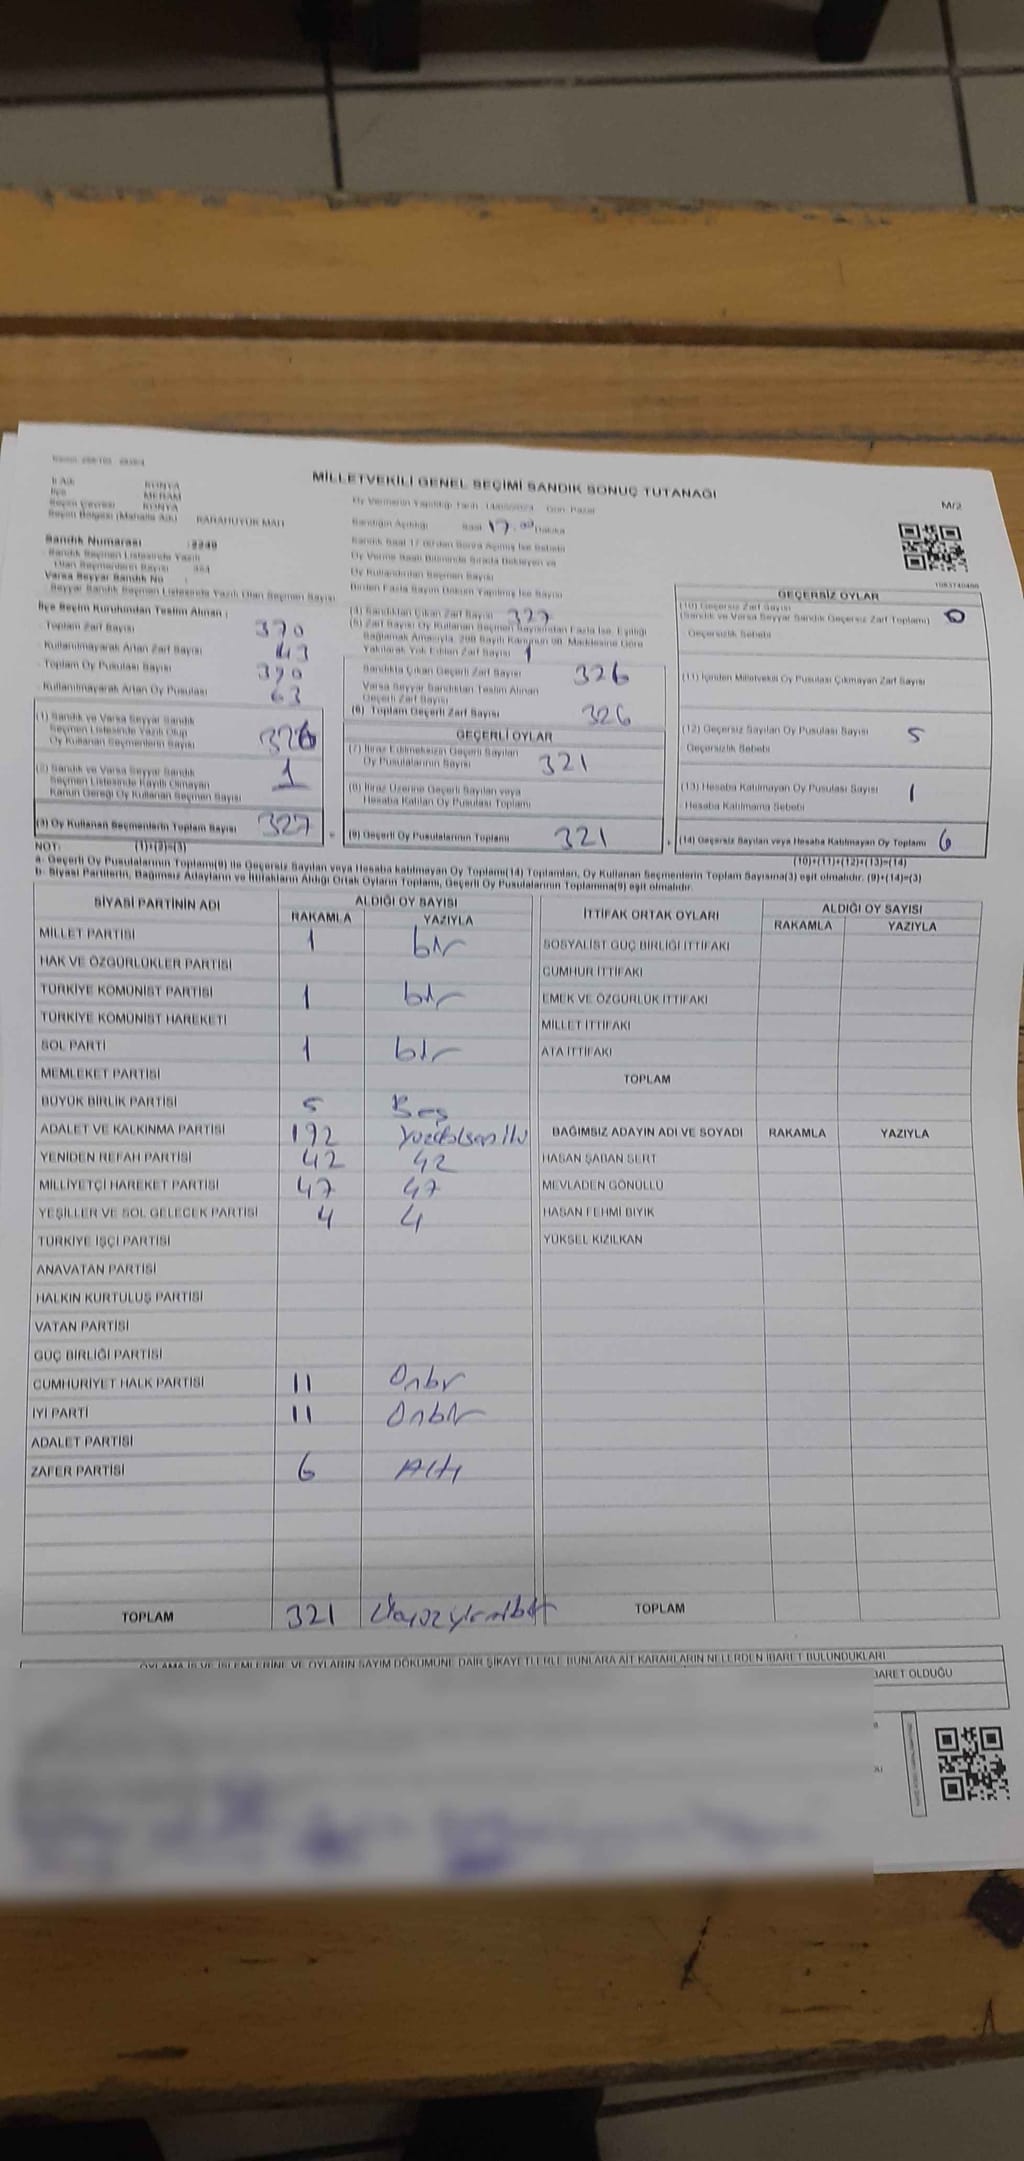 MİLLETVEKİLİ GENEL SEÇİMİ SANDIK SONUÇ TUTANAĞI
M/2
İl Adı KONYA
İlçe MERAM
Seçim Çevresi KONYA
Seçim Bölgesi (Mahalle Adı) KARAHÜYÜK MAH
Sandık Numarası
Sandık Seçmen Listesinde Yazılı
Olan Seçmenlerin Sayısı
Varsa Seyyar Sandık No
Seyyar Sandık Seçmen Listesinde Yazılı Olan Seçmen Sayısı
Sandığın Açıldığı Saat 17.00 Dakika
Oy Kullandırılan Seçmen Sayısı
Birden Fazla Sayım Döküm Yapılmış İse Sayısı
İlçe Seçim Kurulundan Teslim Alınan :
Toplam Zarf Sayısı 370
Kullanılmayarak Artan Zarf Sayısı 43
Toplam Oy Pusulası Sayısı 390
Kullanılmayarak Artan Oy Pusulası 63
(1) Sandık ve Varsa Seyyar Sandık
Seçmen Listesinde Yazılı Olup
Oy Kullanan Seçmenlerin Sayısı 326
(2) Sandık ve Varsa Seyyar Sandık
Seçmen Listesinde Kayıtlı Olmayan
Kanun Gereği Oy Kullanan Seçmen Sayısı 1
(3) Oy Kullanan Seçmenlerin Toplam Sayısı 327
(4) Sandıktan Çıkan Zarf Sayısı 327
(5) Zarf Sayısı Oy Kullanan Seçmen Sayısından Fazla İse, Eşitliği
Sağlamak Amacıyla, 298 Sayılı Kanunun 98. Maddesine Göre
Yakılarak Yok Edilen Zarf Sayısı 1
Sandıkta Çıkan Geçerli Zarf Sayısı 326
Varsa Seyyar Sandıktan Teslim Alınan
Geçerli Zarf Sayısı
(6) Toplam Geçerli Zarf Sayısı 326
GEÇERLİ OYLAR
(7) İtiraz Edilmeksizin Geçerli Sayılan
Oy Pusulalarının Sayısı 321
(8) İtiraz Üzerine Geçerli Sayılan veya
Hesaba Katılan Oy Pusulası Toplamı
(9) Geçerli Oy Pusulalarının Toplamı 321
GEÇERSİZ OYLAR
(10) Geçersiz Zarf Sayısı
(Sandık ve Varsa Seyyar Sandık Geçersiz Zarf Toplamı) 0
Geçersizlik Sebebi
(11) İçinden Milletvekili Oy Pusulası Çıkmayan Zarf Sayısı
(12) Geçersiz Sayılan Oy Pusulası Sayısı 5
Geçersizlik Sebebi
(13) Hesaba Katılmayan Oy Pusulası Sayısı 1
Hesaba Katılmama Sebebi
(14) Geçersiz Sayılan veya Hesaba Katılmayan Oy Toplamı 6
NOT: (1)+(2)=(3)
(10)+(11)+(12)+(13)=(14)
a- Geçerli Oy Pusulalarının Toplamı(9) ile Geçersiz Sayılan veya Hesaba katılmayan Oy Toplamı(14) Toplamları, Oy Kullanan Seçmenlerin Toplam Sayısına(3) eşit olmalıdır. (9)+(14)=(3)
b- Siyasi Partilerin, Bağımsız Adayların ve İttifakların Aldığı Ortak Oyların Toplamı, Geçerli Oy Pusulalarının Toplamına(9) eşit olmalıdır.
SİYASİ PARTİNİN ADI ALDIĞI OY SAYISI
RAKAMLA YAZIYLA
MİLLET PARTİSİ 1 bir
HAK VE ÖZGÜRLÜKLER PARTİSİ
TÜRKİYE KOMÜNİST PARTİSİ 1 bir
TÜRKİYE KOMÜNİST HAREKETİ
SOL PARTİ 1 bir
MEMLEKET PARTİSİ
BÜYÜK BİRLİK PARTİSİ 5 Beş
ADALET VE KALKINMA PARTİSİ 192
YENİDEN REFAH PARTİSİ 42 42
MİLLİYETÇİ HAREKET PARTİSİ 47 47
YEŞİLLER VE SOL GELECEK PARTİSİ 4 4
TÜRKİYE İŞÇİ PARTİSİ
ANAVATAN PARTİSİ
HALKIN KURTULUŞ PARTİSİ
VATAN PARTİSİ
GÜÇ BİRLİĞİ PARTİSİ
CUMHURİYET HALK PARTİSİ 11 Onbir
İYİ PARTİ 11 Onbir
ADALET PARTİSİ
ZAFER PARTİSİ 6 Altı
TOPLAM 321
İTTİFAK ORTAK OYLARI ALDIĞI OY SAYISI
RAKAMLA YAZIYLA
SOSYALİST GÜÇ BİRLİĞİ İTTİFAKI
CUMHUR İTTİFAKI
EMEK VE ÖZGÜRLÜK İTTİFAKI
MİLLET İTTİFAKI
ATA İTTİFAKI
TOPLAM
BAĞIMSIZ ADAYIN ADI VE SOYADI RAKAMLA YAZIYLA
HASAN ŞABAN SERT
MEVLADEN GÖNÜLLÜ
HASAN FEHMİ BIYIK
YÜKSEL KIZILKAN
TOPLAM
OYLAMA İŞ VE İŞLEMLERİNE VE OYLARIN SAYIM DÖKÜMÜNE DAİR ŞİKAYETLERLE BUNLARA AİT KARARLARIN NELERDEN İBARET BULUNDUKLARI
İBARET OLDUĞU